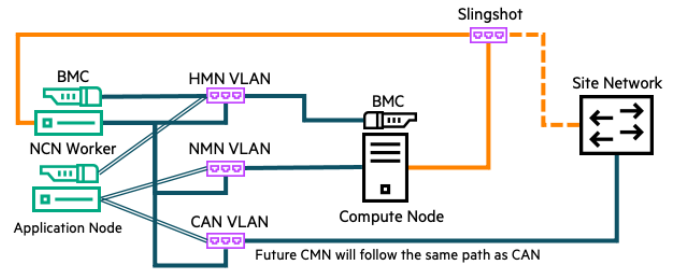 Slingshot
BMC
HMN VLAN
Site Network
BMC
NCN Worker
NMN VLAN
Compute Node
Application Node
CAN VLAN
Future CMN will follow the same path as CAN